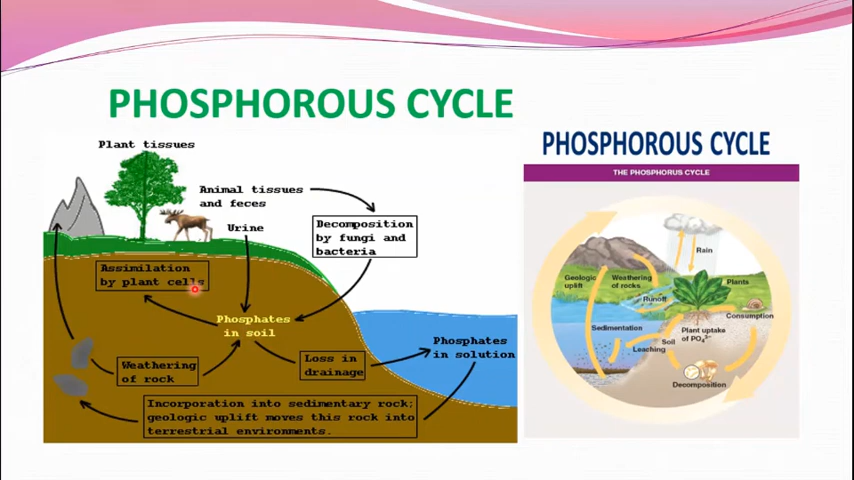 PHOSPHOROUS CYCLE
Plant tissues
Animal tissues
and feces
Urine
Decomposition
by fungi and
bacteria
Assimilation
by plant cells
Phosphates
in soil
Weathering
of rock
Loss in
drainage
Phosphates
in solution
Incorporation into sedimentary rock;
geologic uplift moves this rock into
terrestrial environments.
PHOSPHOROUS CYCLE
THE PHOSPHORUS CYCLE
Rain
Geologic
uplift
Weathering
of rocks
Plants
Runoff
Consumption
Sedimentation
Plant uptake
of PO₄³⁻
Soil
Leaching
Decomposition